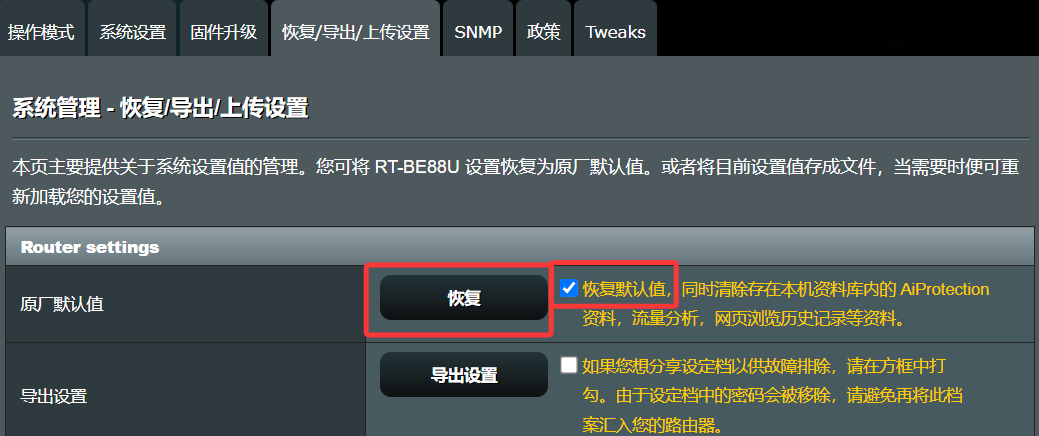 操作模式 系统设置 固件升级 恢复/导出/上传设置 SNMP 政策 Tweaks
系统管理 - 恢复/导出/上传设置
本页主要提供关于系统设置值的管理。您可将 RT-BE88U 设置恢复为原厂默认值。或者将目前设置值存成文件，当需要时便可重
新加载您的设置值。
Router settings
原厂默认值
恢复
恢复默认值，同时清除存在本机资料库内的 AiProtection
资料，流量分析，网页浏览历史记录等资料。
导出设置
导出设置
如果您想分享设定档以供故障排除，请在方框中打
勾。由于设定档中的密码会被移除，请避免再将此档
案汇入您的路由器。